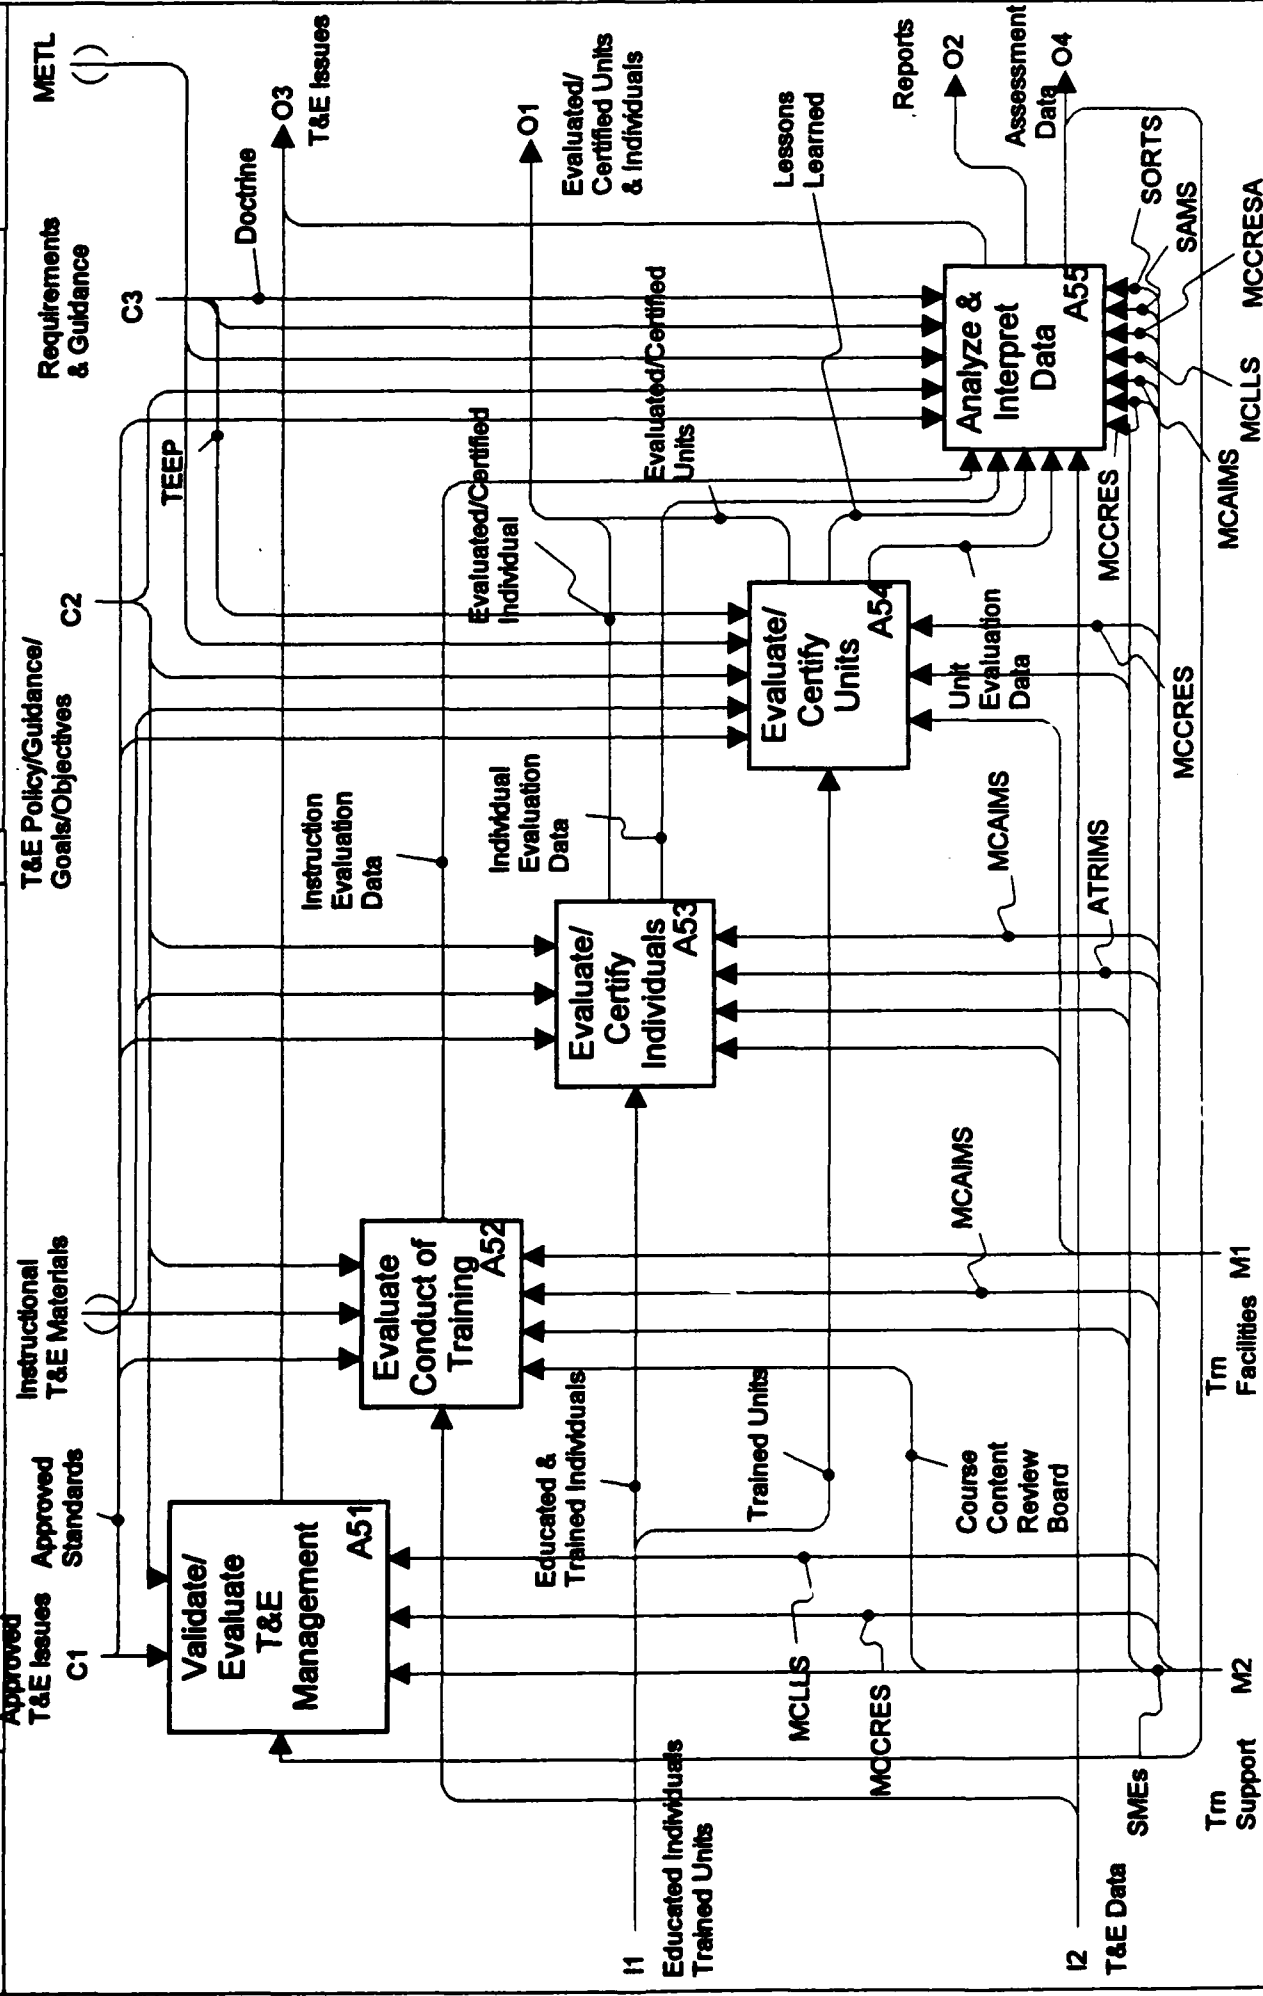 Approved
T&E Issues
C1
Approved
Standards
Instructional
T&E Materials
T&E Policy/Guidance/
Goals/Objectives
C2
Requirements
& Guidance
C3
METL
Doctrine
TEEP
O3
T&E Issues
O1
Evaluated/
Certified Units
& Individuals
Reports
O2
Assessment
Data
O4
Lessons
Learned
Validate/
Evaluate
T&E
Management
A51
Evaluate
Conduct of
Training
A52
Instruction
Evaluation
Data
Evaluate/
Certify
Individuals
A53
Individual
Evaluation
Data
Evaluated/Certified
Individual
Evaluated/Certified
Units
Evaluate/
Certify
Units
A54
Unit
Evaluation
Data
Analyze &
Interpret
Data
A55
I1
Educated Individuals
Trained Units
Educated &
Trained Individuals
Trained Units
Course
Content
Review
Board
MCLLS
MCCRES
MCAIMS
MCAIMS
ATRIMS
MCCRES
MCCRES
MCAIMS
MCLLS
MCCRESA
SAMS
SORTS
I2
T&E Data
SMEs
Trn
Support
M2
Trn
Facilities
M1